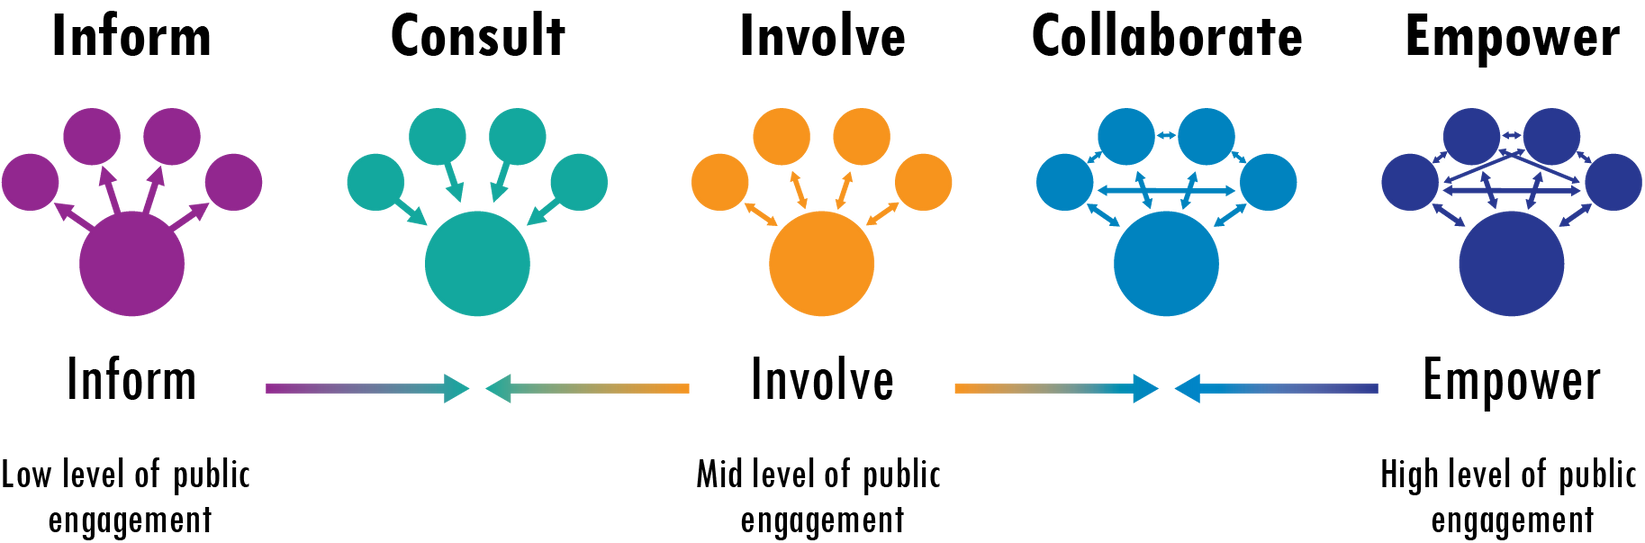 Inform
Consult
Involve
Collaborate
Empower
Inform
Involve
Empower
Low level of public
engagement
Mid level of public
engagement
High level of public
engagement